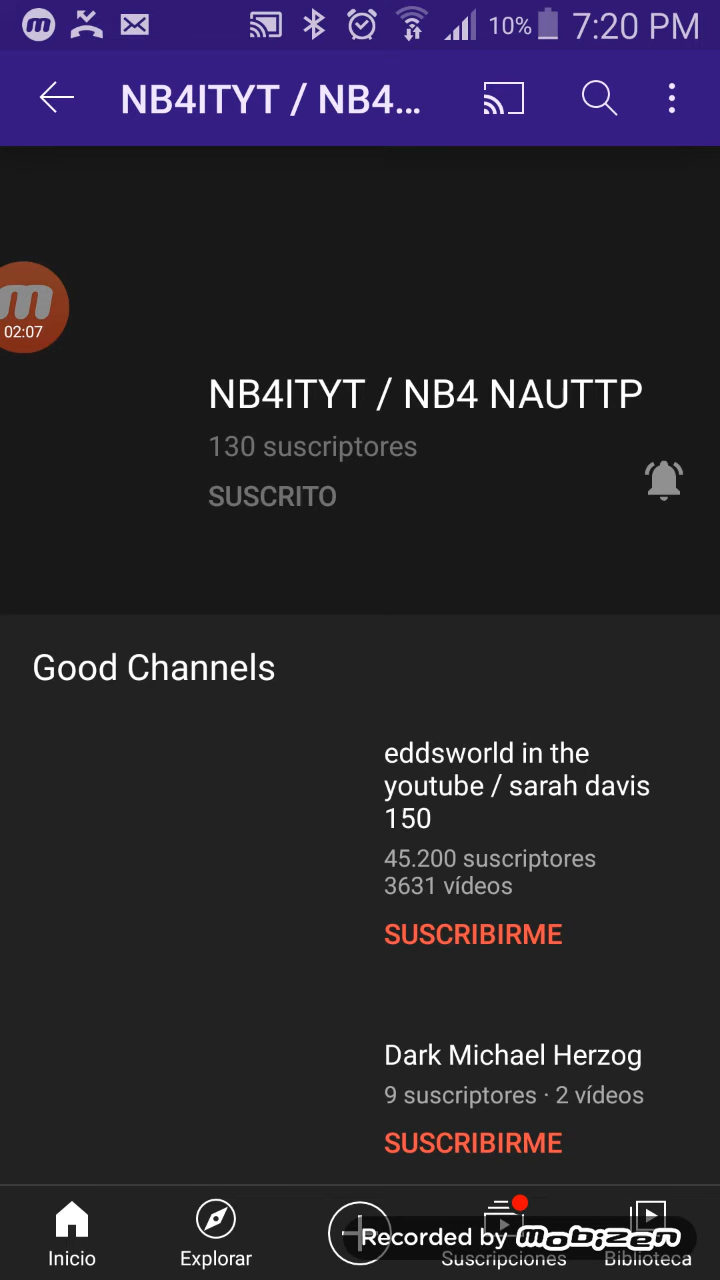 m 10% 7:20 PM
NB4ITYT / NB4...
m
02:07
NB4ITYT / NB4 NAUTTP
130 suscriptores
SUSCRITO
Good Channels
eddsworld in the
youtube / sarah davis
150
45.200 suscriptores
3631 vídeos
SUSCRIBIRME
Dark Michael Herzog
9 suscriptores · 2 vídeos
SUSCRIBIRME
Recorded by mobizen
Inicio Explorar Suscripciones Biblioteca